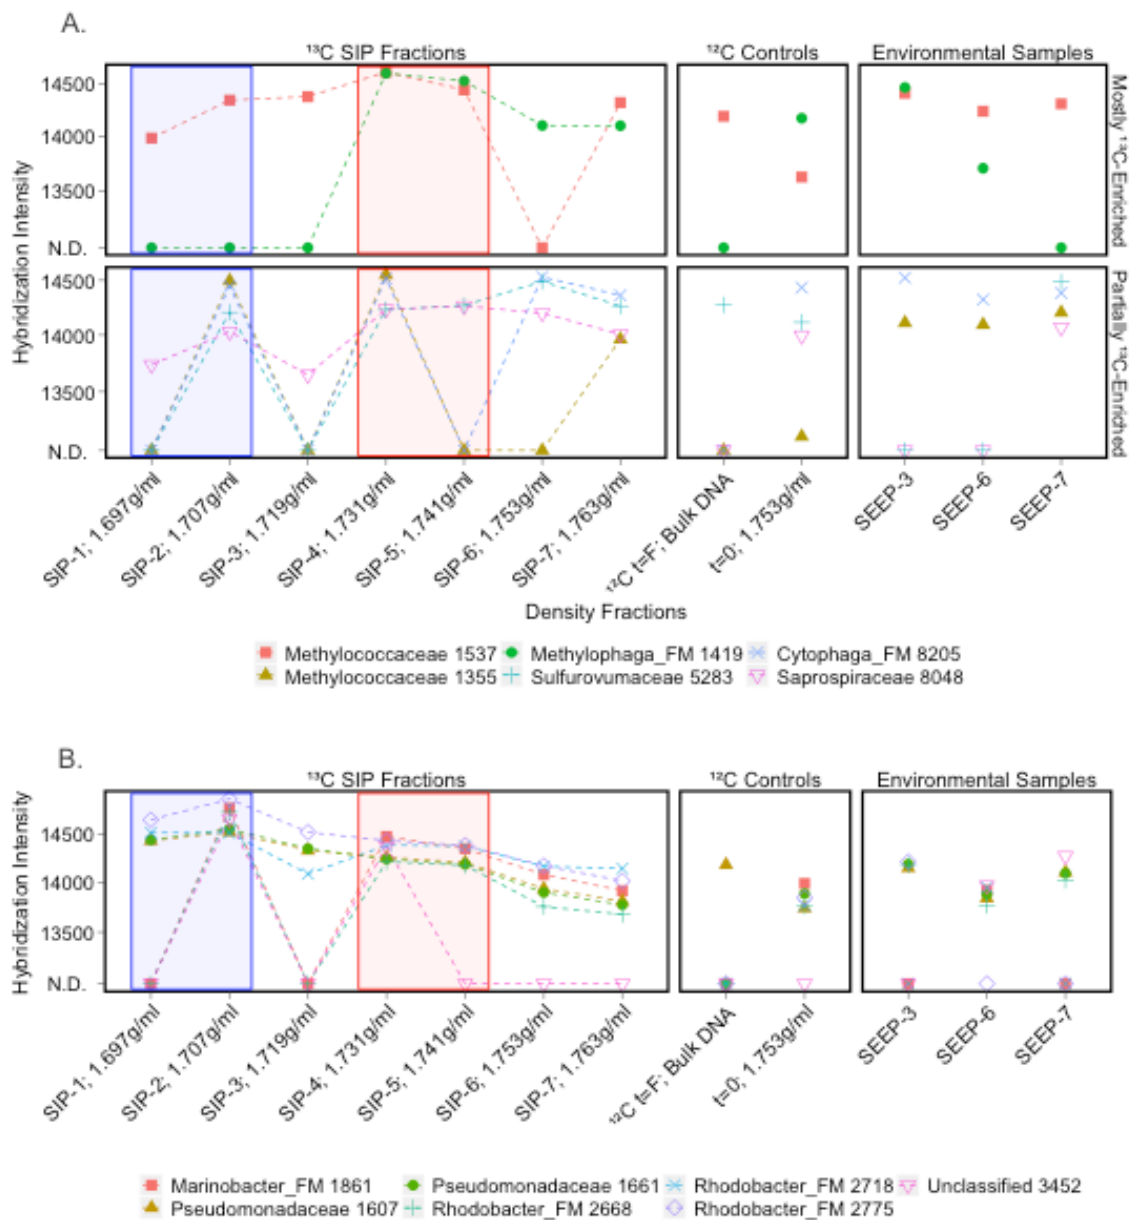 A.
¹³C SIP Fractions ¹²C Controls Environmental Samples
Hybridization Intensity
14500
14000
13500
N.D.
Mostly ¹³C-Enriched
14500
14000
13500
N.D.
Partially ¹³C-Enriched
SIP-1; 1.697g/ml
SIP-2; 1.707g/ml
SIP-3; 1.719g/ml
SIP-4; 1.731g/ml
SIP-5; 1.741g/ml
SIP-6; 1.753g/ml
SIP-7; 1.763g/ml
¹²C t=F; Bulk DNA
t=0; 1.753g/ml
SEEP-3
SEEP-6
SEEP-7
Density Fractions
Methylococcaceae 1537 Methylophaga_FM 1419 Cytophaga_FM 8205
Methylococcaceae 1355 Sulfurovumaceae 5283 Saprospiraceae 8048
B.
¹³C SIP Fractions ¹²C Controls Environmental Samples
Hybridization Intensity
14500
14000
13500
N.D.
SIP-1; 1.697g/ml
SIP-2; 1.707g/ml
SIP-3; 1.719g/ml
SIP-4; 1.731g/ml
SIP-5; 1.741g/ml
SIP-6; 1.753g/ml
SIP-7; 1.763g/ml
¹²C t=F; Bulk DNA
t=0; 1.753g/ml
SEEP-3
SEEP-6
SEEP-7
Marinobacter_FM 1861 Pseudomonadaceae 1661 Rhodobacter_FM 2718 Unclassified 3452
Pseudomonadaceae 1607 Rhodobacter_FM 2668 Rhodobacter_FM 2775